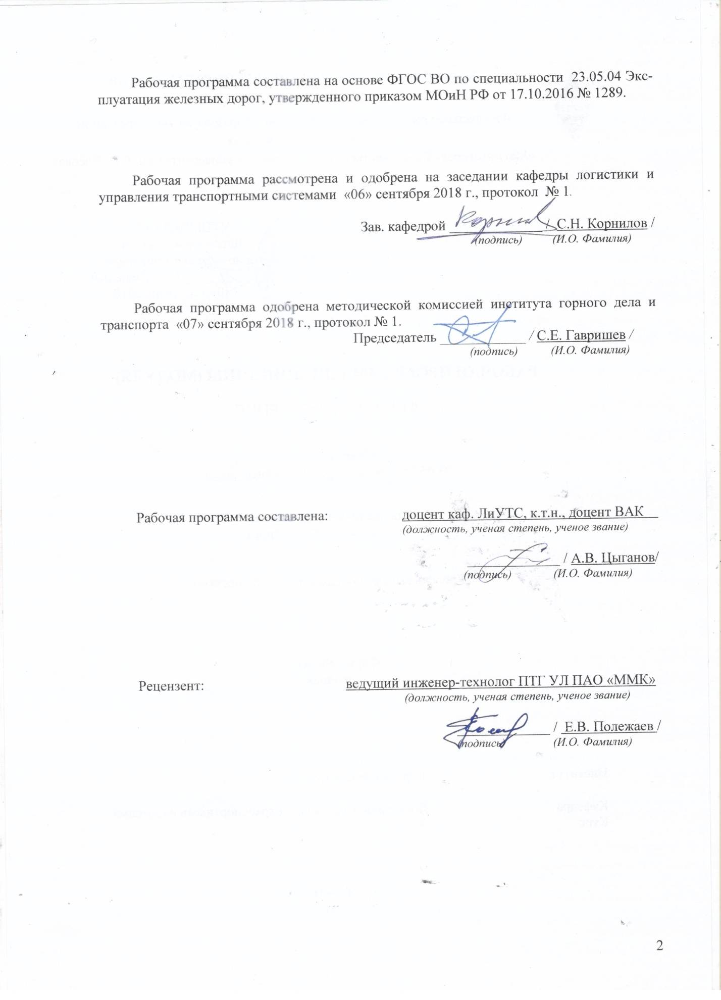 Рабочая программа составлена на основе ФГОС ВО по специальности 23.05.04 Экс-
плуатация железных дорог, утвержденного приказом МОиН РФ от 17.10.2016 № 1289.
Рабочая программа рассмотрена и одобрена на заседании кафедры логистики и
управления транспортными системами «06» сентября 2018 г., протокол № 1.
Зав. кафедрой ______________ / С.Н. Корнилов /
(подпись) (И.О. Фамилия)
Рабочая программа одобрена методической комиссией института горного дела и
транспорта «07» сентября 2018 г., протокол № 1.
Председатель _____________ / С.Е. Гавришев /
(подпись) (И.О. Фамилия)
Рабочая программа составлена: доцент каф. ЛиУТС, к.т.н., доцент ВАК
(должность, ученая степень, ученое звание)
______________ / А.В. Цыганов/
(подпись) (И.О. Фамилия)
Рецензент: ведущий инженер-технолог ПТГ УЛ ПАО «ММК»
(должность, ученая степень, ученое звание)
______________ / Е.В. Полежаев /
(подпись) (И.О. Фамилия)
2